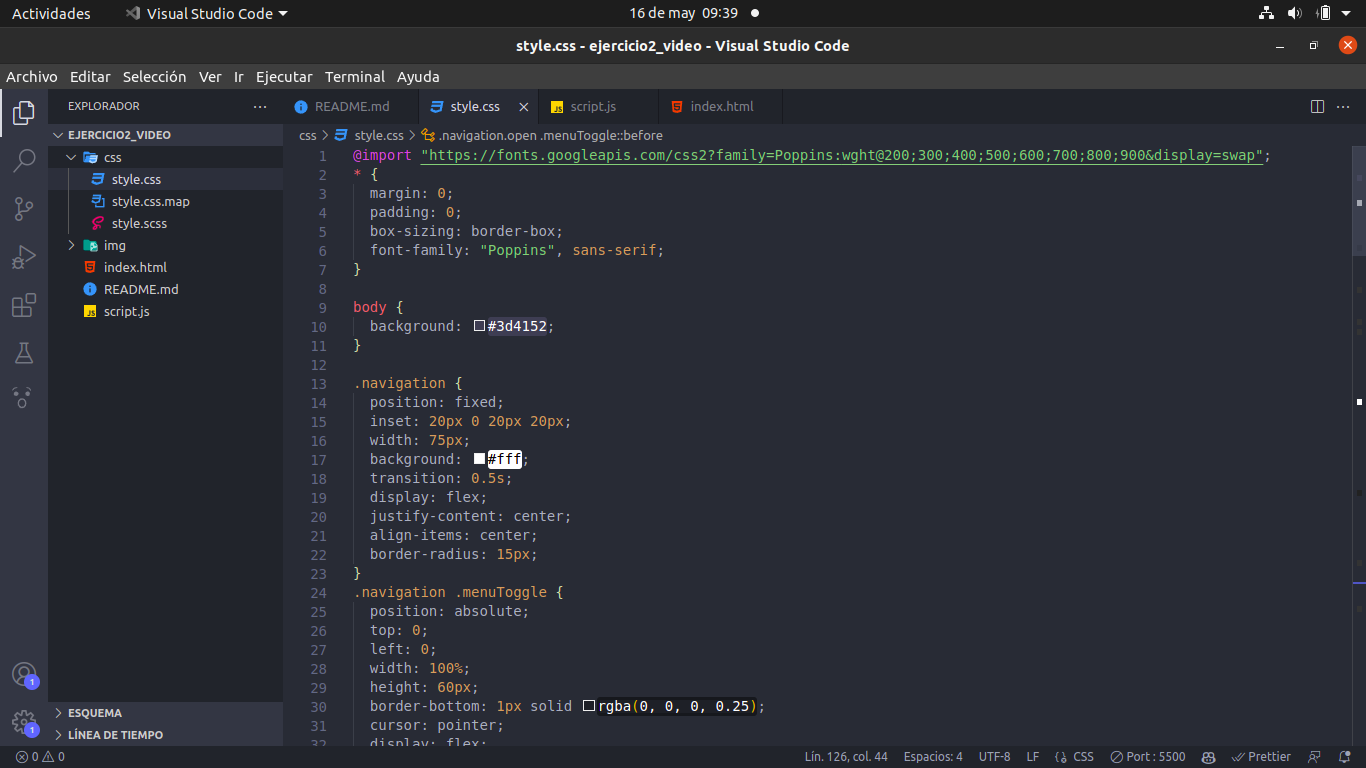 Actividades
Visual Studio Code
16 de may 09:39
style.css - ejercicio2_video - Visual Studio Code
Archivo Editar Selección Ver Ir Ejecutar Terminal Ayuda
EXPLORADOR
README.md
style.css
script.js
index.html
EJERCICIO2_VIDEO
css
style.css
style.css.map
style.scss
img
index.html
README.md
script.js
ESQUEMA
LÍNEA DE TIEMPO
1
1
css > style.css > .navigation.open .menuToggle::before
1 @import "https://fonts.googleapis.com/css2?family=Poppins:wght@200;300;400;500;600;700;800;900&display=swap";
2 * {
3 margin: 0;
4 padding: 0;
5 box-sizing: border-box;
6 font-family: "Poppins", sans-serif;
7 }
8
9 body {
10 background: #3d4152;
11 }
12
13 .navigation {
14 position: fixed;
15 inset: 20px 0 20px 20px;
16 width: 75px;
17 background: #fff;
18 transition: 0.5s;
19 display: flex;
20 justify-content: center;
21 align-items: center;
22 border-radius: 15px;
23 }
24 .navigation .menuToggle {
25 position: absolute;
26 top: 0;
27 left: 0;
28 width: 100%;
29 height: 60px;
30 border-bottom: 1px solid rgba(0, 0, 0, 0.25);
31 cursor: pointer;
32 display: flex;
0 0
Lín. 126, col. 44 Espacios: 4 UTF-8 LF CSS Port : 5500 Prettier